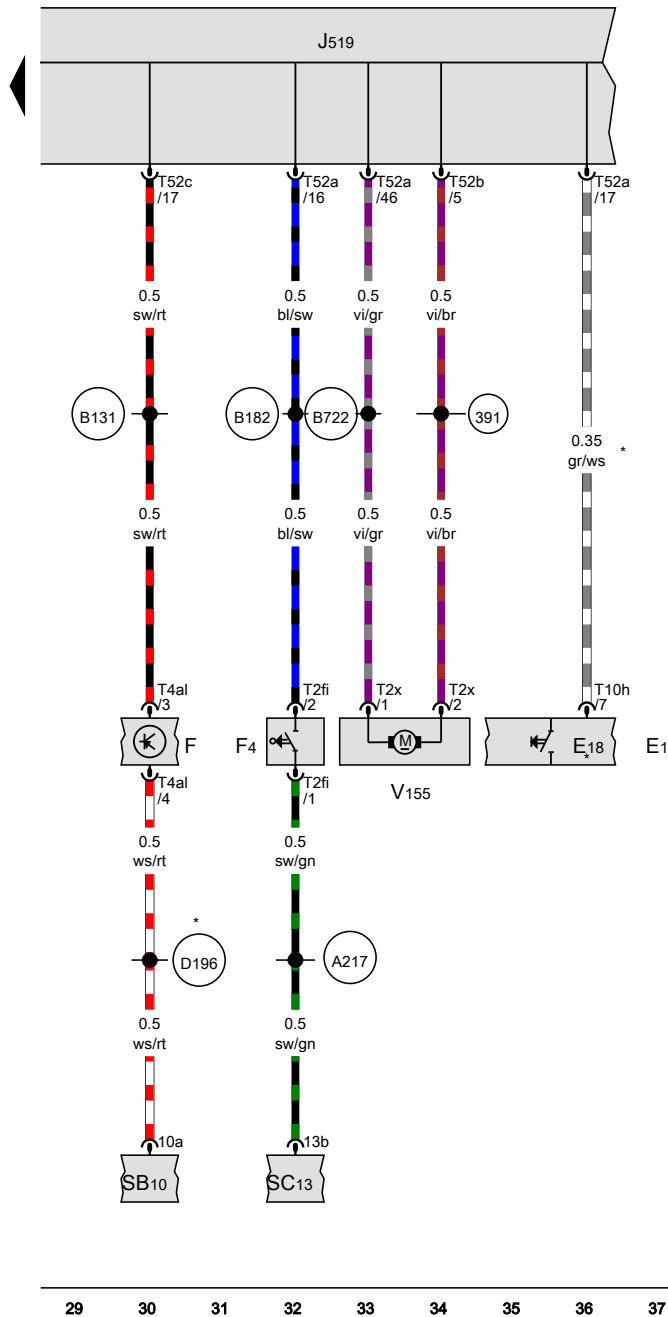 J519
T52c T52a T52a T52b T52a
/17 /16 /46 /5 /17
0.5 0.5 0.5 0.5
sw/rt bl/sw vi/gr vi/br
B131 B182 B722 391
0.35 *
gr/ws
0.5 0.5 0.5 0.5
sw/rt bl/sw vi/gr vi/br
T4al T2fi T2x T2x T10h
/3 /2 /1 /2 /7
F F4 M E18 E1
*
V155
T4al T2fi
/4 /1
0.5 0.5
ws/rt sw/gn
*
D196 A217
0.5 0.5
ws/rt sw/gn
10a 13b
SB10 SC13
29 30 31 32 33 34 35 36 37